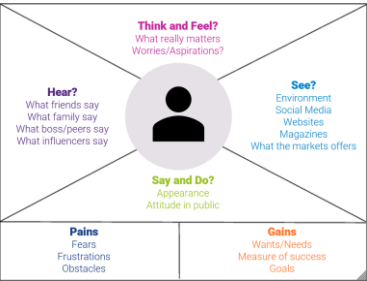 Think and Feel?
What really matters
Worries/Aspirations?
Hear?
What friends say
What family say
What boss/peers say
What influencers say
See?
Environment
Social Media
Websites
Magazines
What the markets offers
Say and Do?
Appearance
Attitude in public
Pains
Fears
Frustrations
Obstacles
Gains
Wants/Needs
Measure of success
Goals